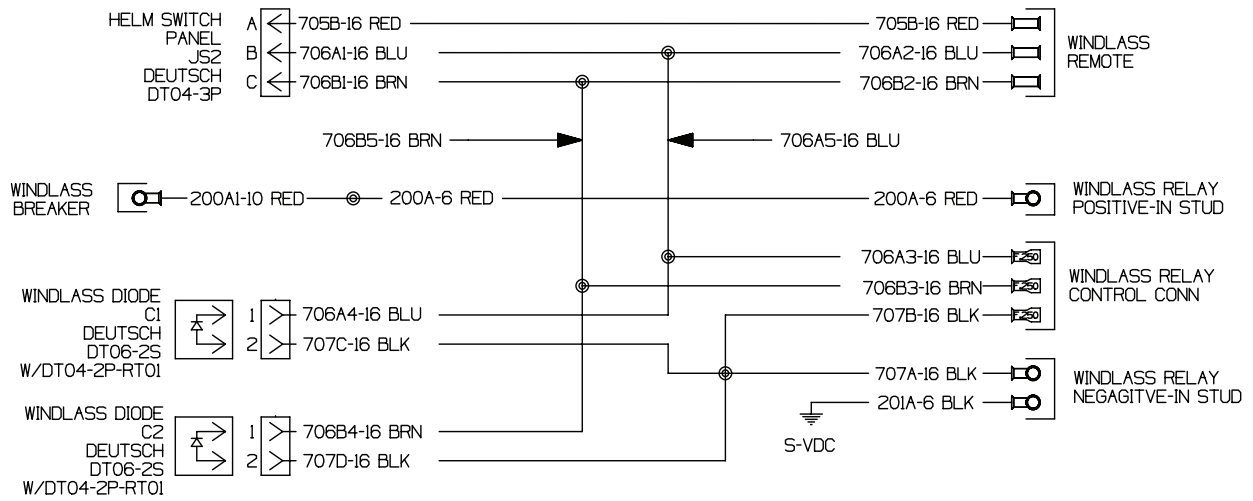 HELM SWITCH
PANEL
JS2
DEUTSCH
DT04-3P
A 705B-16 RED 705B-16 RED
B 706A1-16 BLU 706A2-16 BLU
C 706B1-16 BRN 706B2-16 BRN
WINDLASS
REMOTE
706B5-16 BRN 706A5-16 BLU
WINDLASS
BREAKER
200A1-10 RED 200A-6 RED 200A-6 RED
WINDLASS RELAY
POSITIVE-IN STUD
706A3-16 BLU F.250
706B3-16 BRN F.250
707B-16 BLK F.250
WINDLASS RELAY
CONTROL CONN
WINDLASS DIODE
C1
DEUTSCH
DT06-2S
W/DT04-2P-RT01
1 706A4-16 BLU
2 707C-16 BLK
707A-16 BLK
201A-6 BLK
WINDLASS RELAY
NEGAGITVE-IN STUD
S-VDC
WINDLASS DIODE
C2
DEUTSCH
DT06-2S
W/DT04-2P-RT01
1 706B4-16 BRN
2 707D-16 BLK